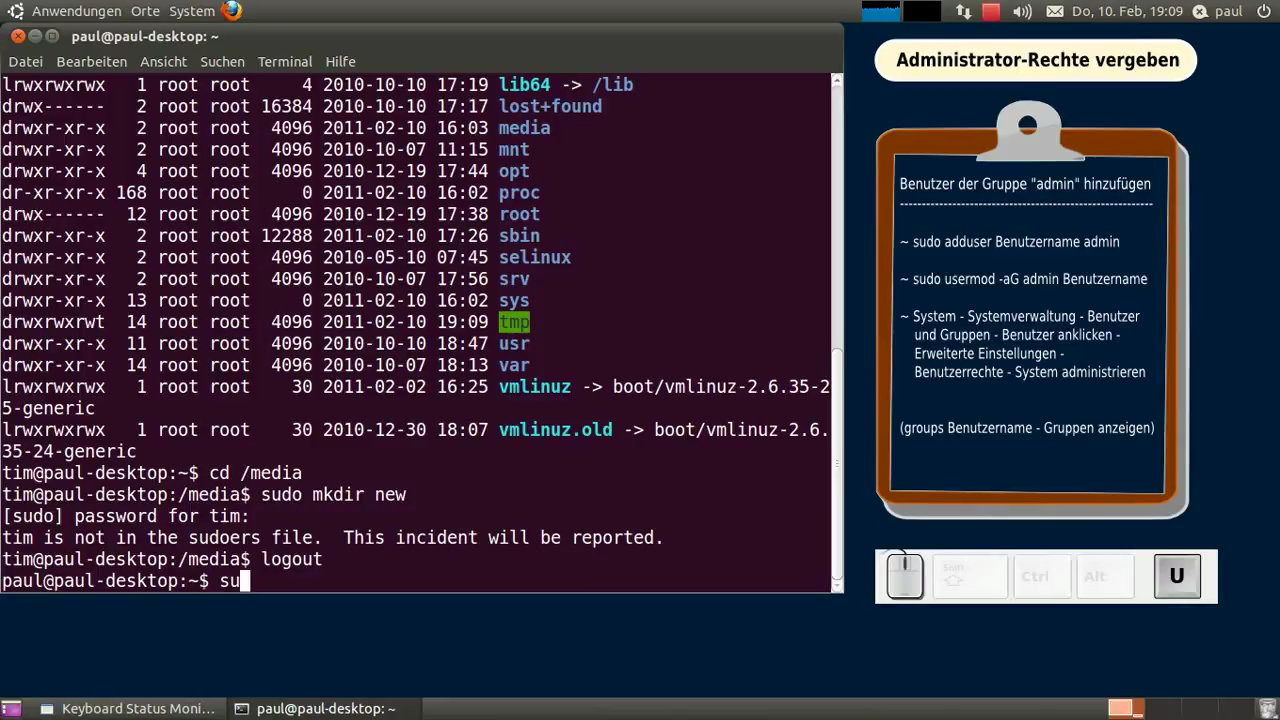 Anwendungen Orte System Do, 10. Feb, 19:09 paul
paul@paul-desktop: ~
Datei Bearbeiten Ansicht Suchen Terminal Hilfe
lrwxrwxrwx 1 root root 4 2010-10-10 17:19 lib64 -> /lib
drwx------ 2 root root 16384 2010-10-10 17:17 lost+found
drwxr-xr-x 2 root root 4096 2011-02-10 16:03 media
drwxr-xr-x 2 root root 4096 2010-10-07 11:15 mnt
drwxr-xr-x 4 root root 4096 2010-12-19 17:44 opt
dr-xr-xr-x 168 root root 0 2011-02-10 16:02 proc
drwx------ 12 root root 4096 2010-12-19 17:38 root
drwxr-xr-x 2 root root 12288 2011-02-10 17:26 sbin
drwxr-xr-x 2 root root 4096 2010-05-10 07:45 selinux
drwxr-xr-x 2 root root 4096 2010-10-07 17:56 srv
drwxr-xr-x 13 root root 0 2011-02-10 16:02 sys
drwxrwxrwt 14 root root 4096 2011-02-10 19:09 tmp
drwxr-xr-x 11 root root 4096 2011-02-10 18:47 usr
drwxr-xr-x 14 root root 4096 2010-10-07 18:13 var
lrwxrwxrwx 1 root root 30 2011-02-02 16:25 vmlinuz -> boot/vmlinuz-2.6.35-2
5-generic
lrwxrwxrwx 1 root root 30 2010-12-30 18:07 vmlinuz.old -> boot/vmlinuz-2.6.
35-24-generic
tim@paul-desktop:~$ cd /media
tim@paul-desktop:/media$ sudo mkdir new
[sudo] password for tim:
tim is not in the sudoers file.  This incident will be reported.
tim@paul-desktop:/media$ logout
paul@paul-desktop:~$ su
Administrator-Rechte vergeben
Benutzer der Gruppe "admin" hinzufügen
------------------------------------------------------------
~ sudo adduser Benutzername admin
~ sudo usermod -aG admin Benutzername
~ System - Systemverwaltung - Benutzer
und Gruppen - Benutzer anklicken -
Erweiterte Einstellungen -
Benutzerrechte - System administrieren
(groups Benutzername - Gruppen anzeigen)
Shift Ctrl Alt U
Keyboard Status Moni... paul@paul-desktop: ~